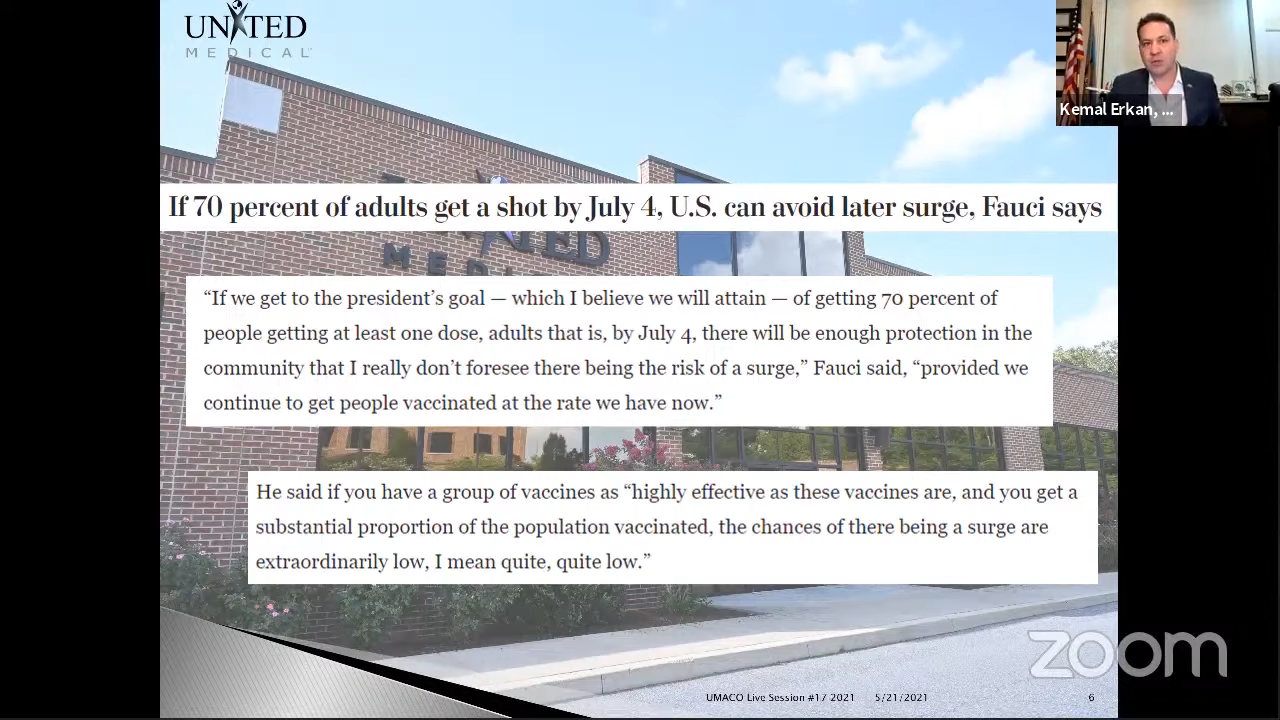 UNITED
MEDICAL
Kemal Erkan, ...
If 70 percent of adults get a shot by July 4, U.S. can avoid later surge, Fauci says
UNITED
“If we get to the president’s goal — which I believe we will attain — of getting 70 percent of
people getting at least one dose, adults that is, by July 4, there will be enough protection in the
community that I really don’t foresee there being the risk of a surge,” Fauci said, “provided we
continue to get people vaccinated at the rate we have now.”
He said if you have a group of vaccines as “highly effective as these vaccines are, and you get a
substantial proportion of the population vaccinated, the chances of there being a surge are
extraordinarily low, I mean quite, quite low.”
zoom
UMACO Live Session #17 2021 5/21/2021 6